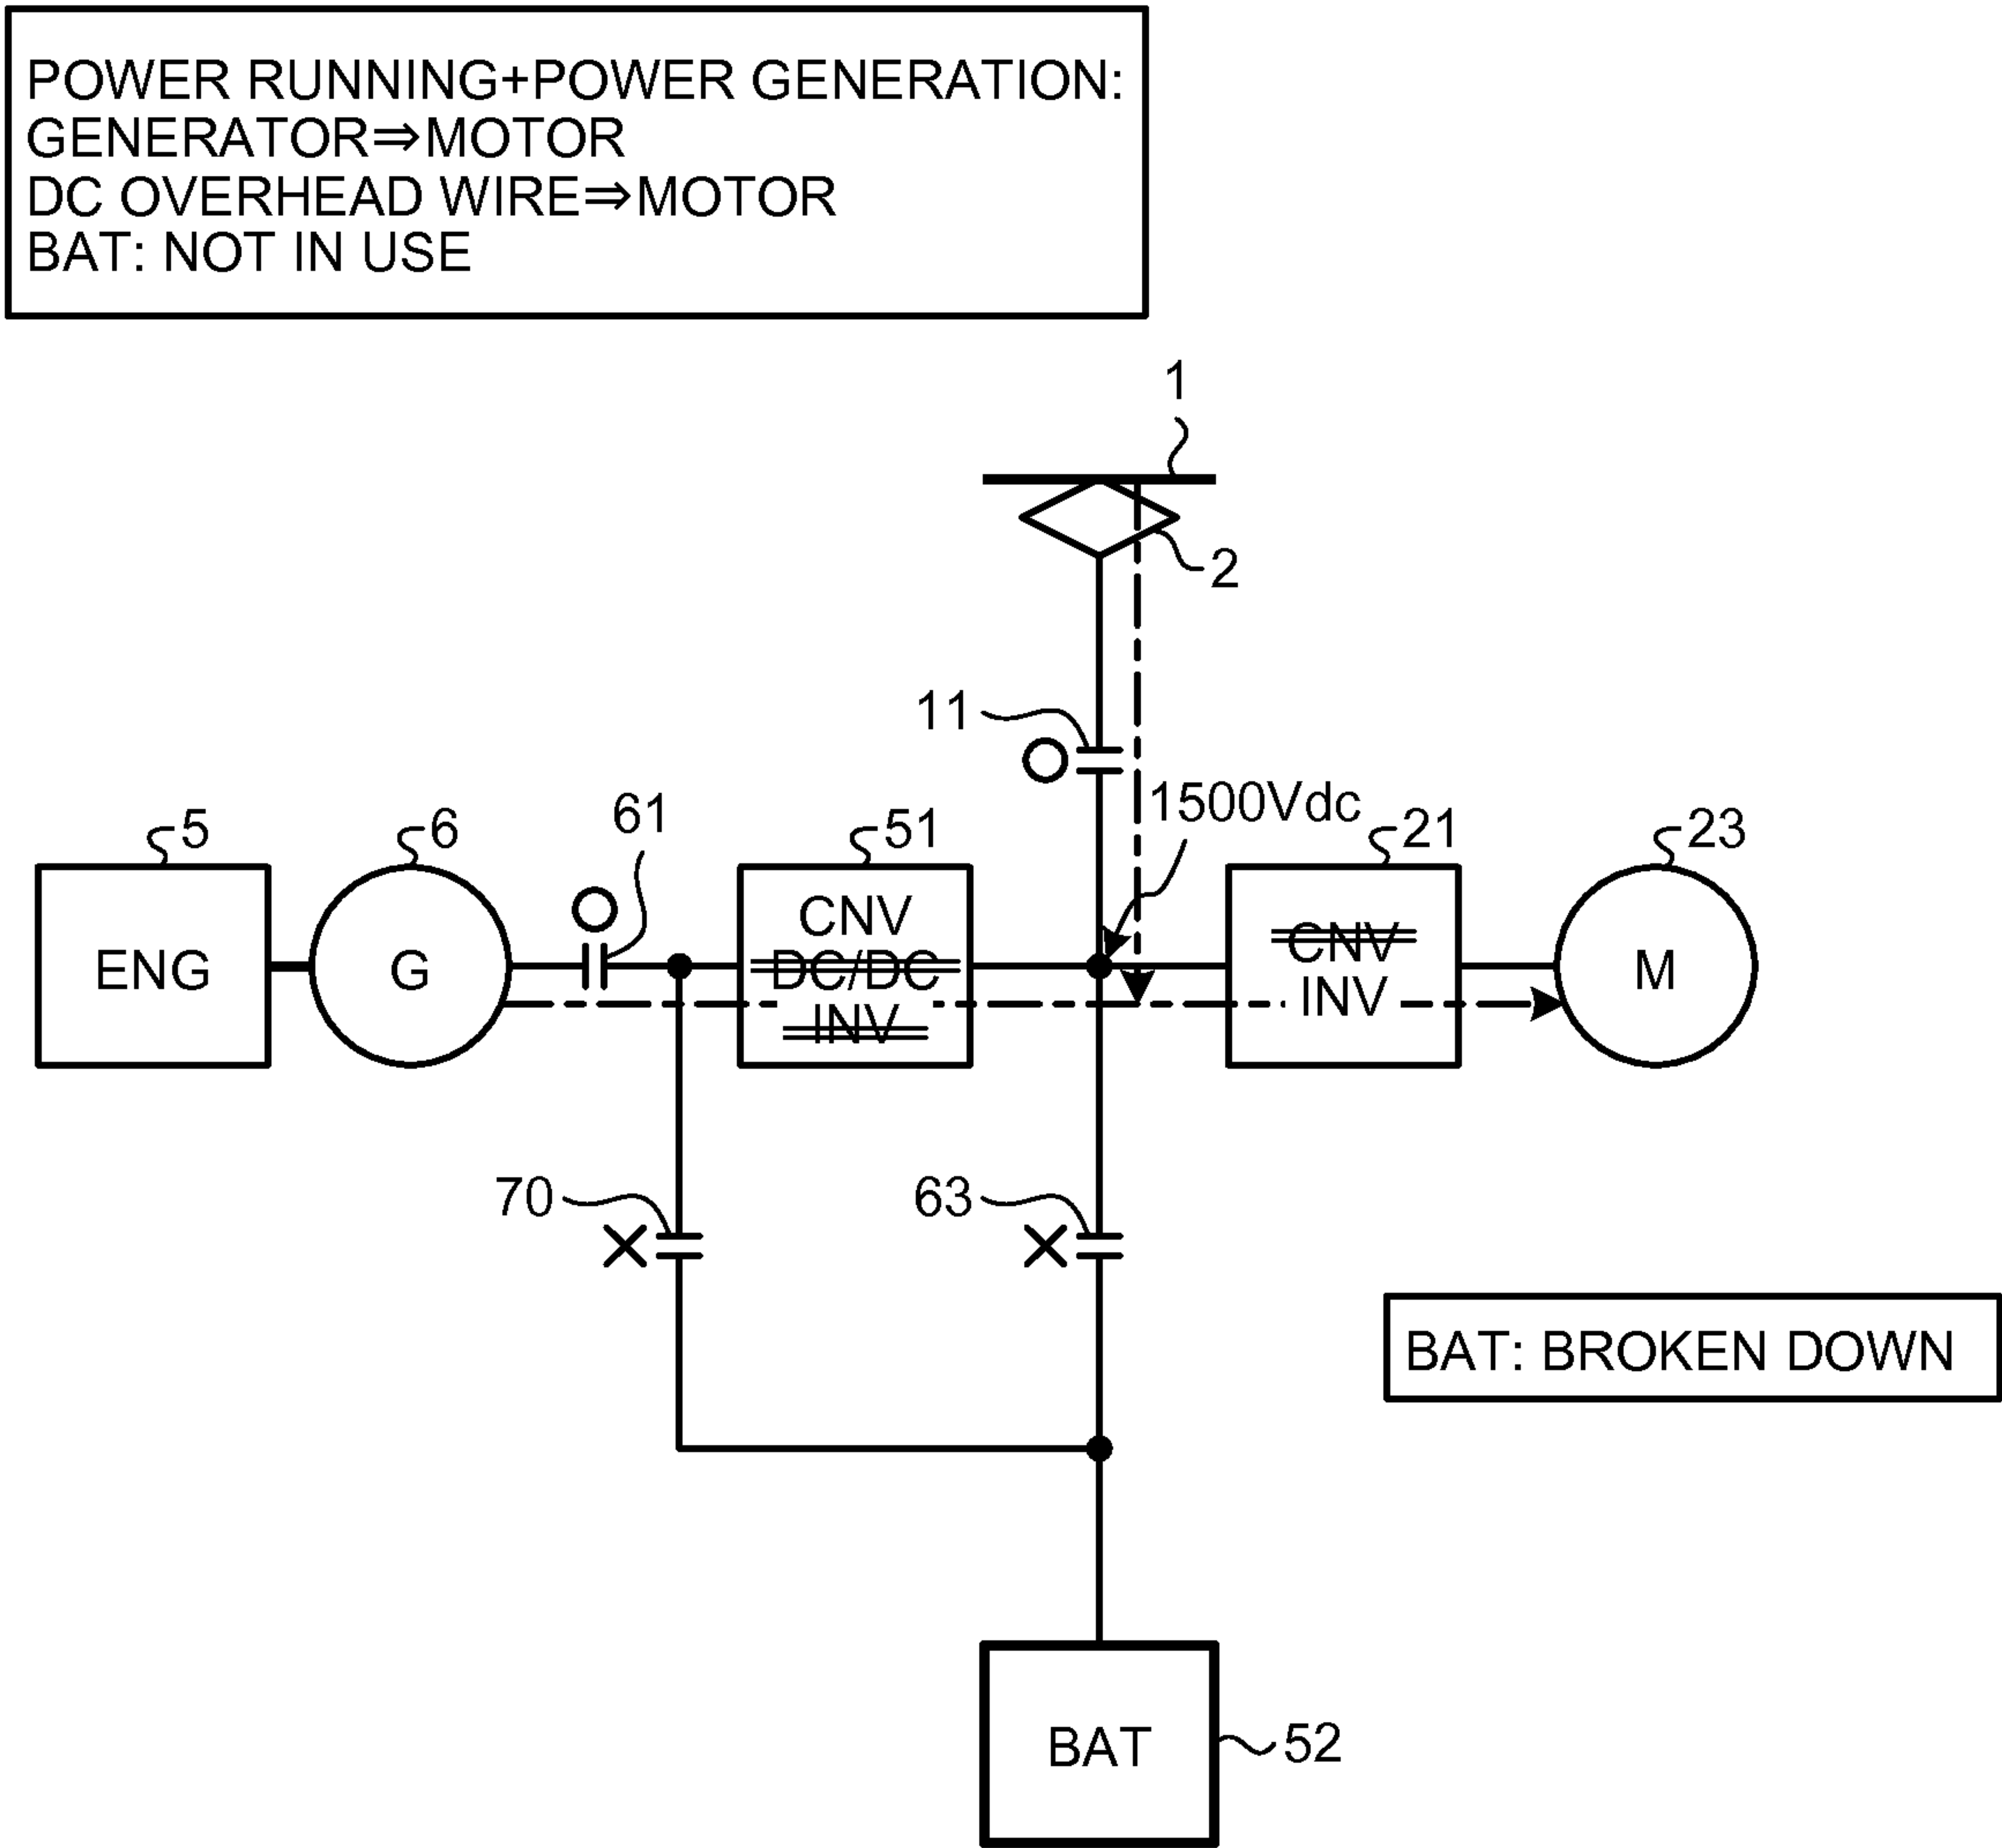 POWER RUNNING+POWER GENERATION:
GENERATOR⇒MOTOR
DC OVERHEAD WIRE⇒MOTOR
BAT: NOT IN USE
1
2
11
1500Vdc
5
6
61
51
21
23
ENG
G
CNV
DC/DC
INV
CNV
INV
M
70
63
BAT: BROKEN DOWN
BAT
52